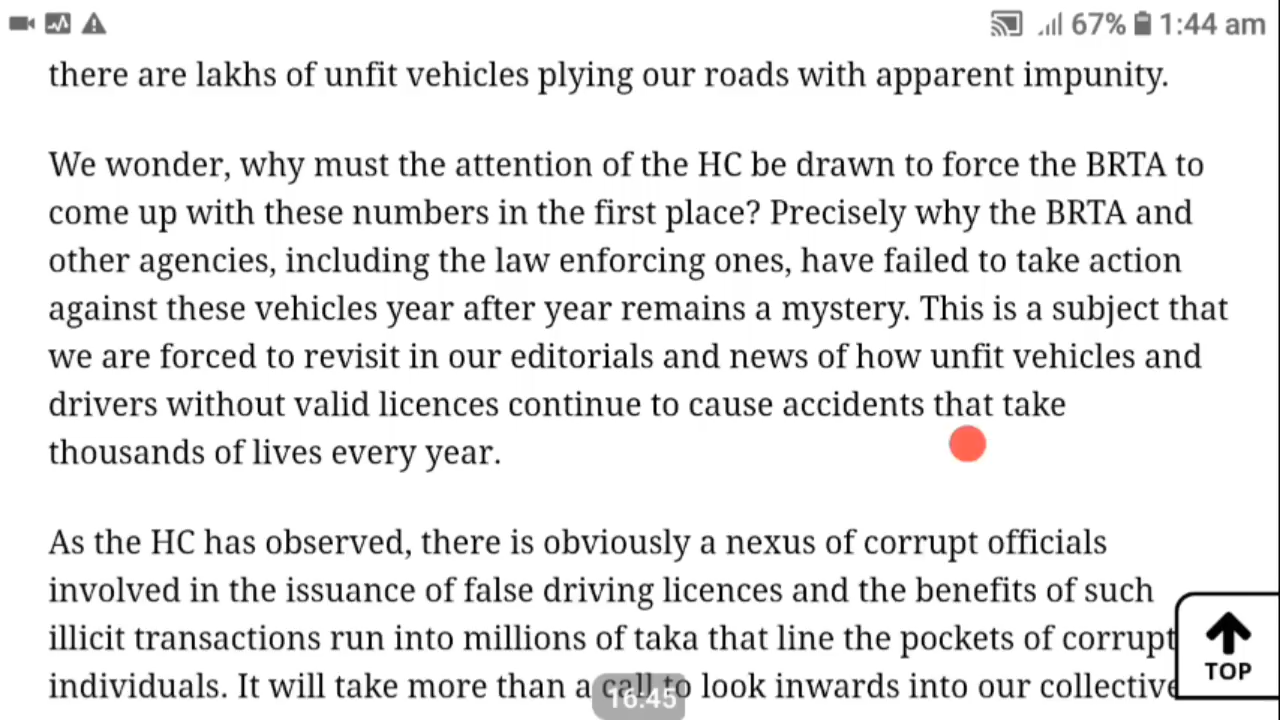 67% 1:44 am
there are lakhs of unfit vehicles plying our roads with apparent impunity.
We wonder, why must the attention of the HC be drawn to force the BRTA to
come up with these numbers in the first place? Precisely why the BRTA and
other agencies, including the law enforcing ones, have failed to take action
against these vehicles year after year remains a mystery. This is a subject that
we are forced to revisit in our editorials and news of how unfit vehicles and
drivers without valid licences continue to cause accidents that take
thousands of lives every year.
As the HC has observed, there is obviously a nexus of corrupt officials
involved in the issuance of false driving licences and the benefits of such
illicit transactions run into millions of taka that line the pockets of corrupt
individuals. It will take more than a call to look inwards into our collective
TOP
16:45